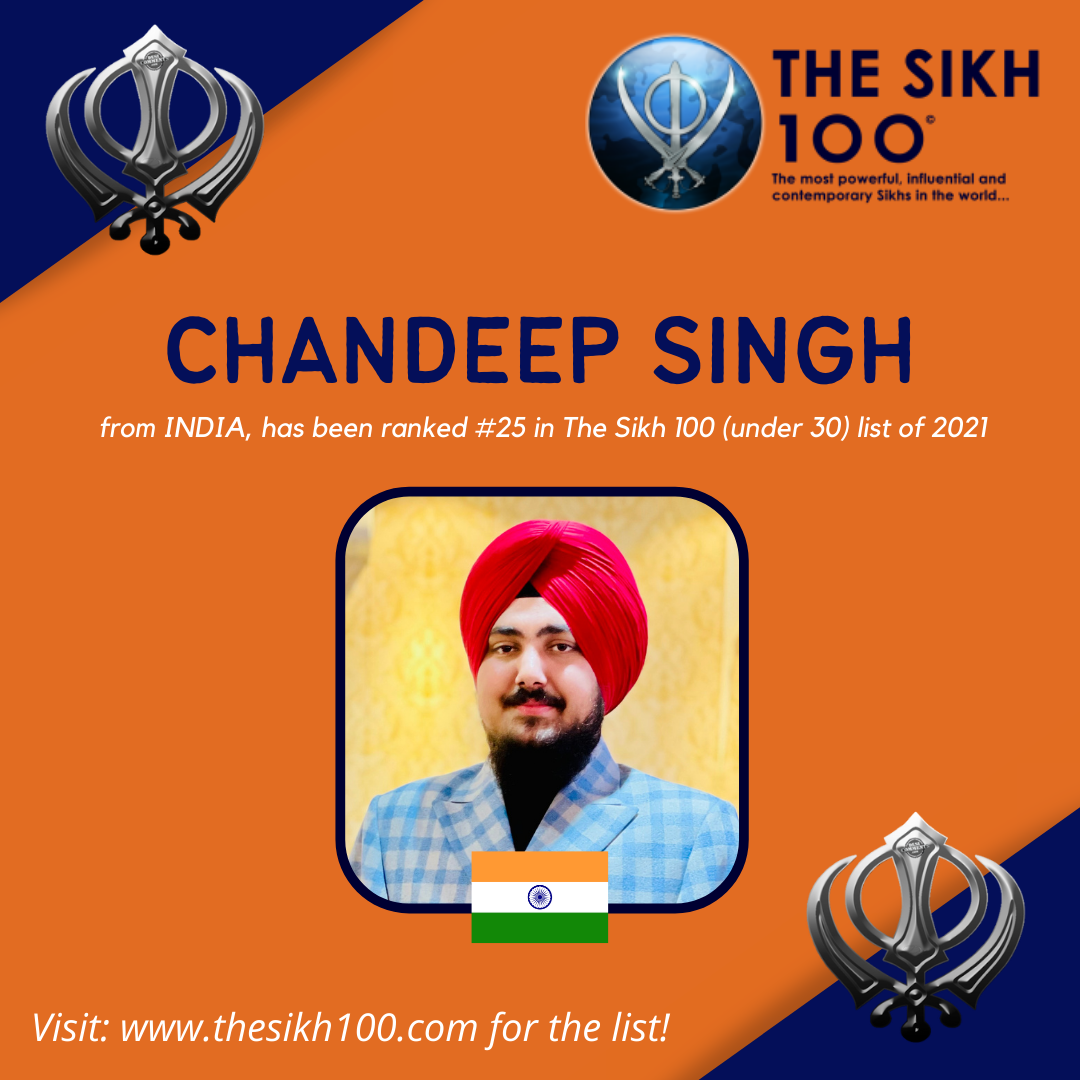 THE SIKH
100©
The most powerful, influential and
contemporary Sikhs in the world...
CHANDEEP SINGH
from INDIA, has been ranked #25 in The Sikh 100 (under 30) list of 2021
Visit: www.thesikh100.com for the list!